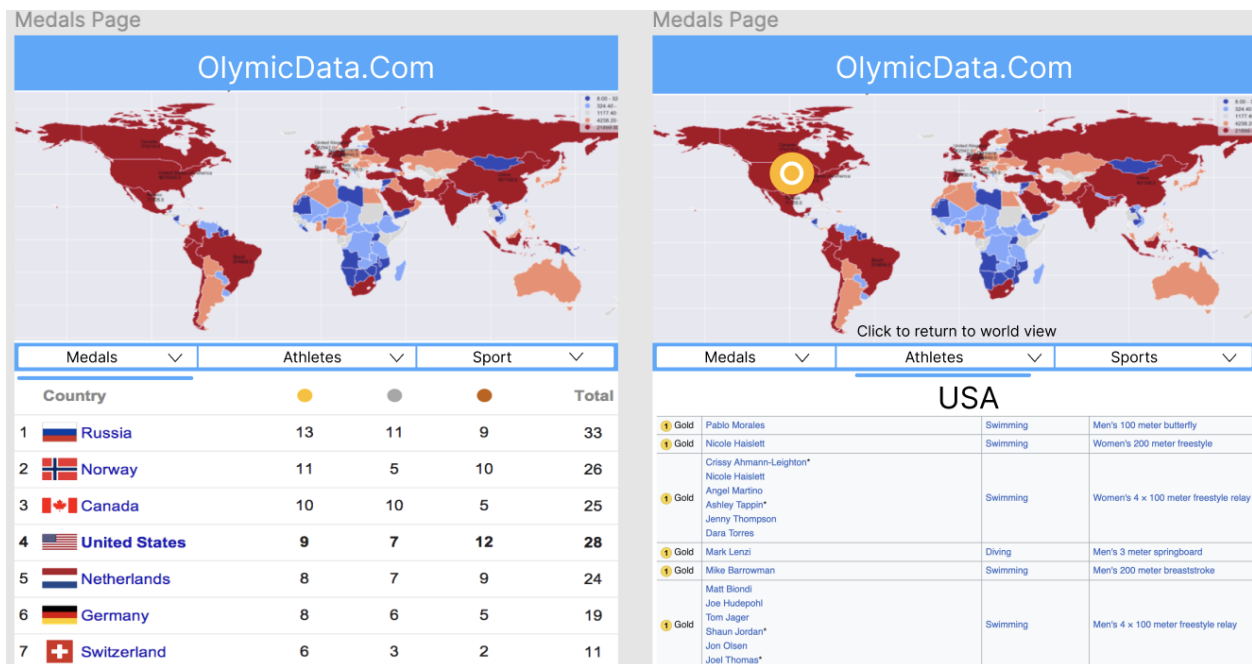 Medals Page
OlymicData.Com
Medals
Athletes
Sport
Country
Total
1 Russia 13 11 9 33
2 Norway 11 5 10 26
3 Canada 10 10 5 25
4 United States 9 7 12 28
5 Netherlands 8 7 9 24
6 Germany 8 6 5 19
7 Switzerland 6 3 2 11
Medals Page
OlymicData.Com
Click to return to world view
Medals
Athletes
Sports
USA
1 Gold Pablo Morales Swimming Men's 100 meter butterfly
1 Gold Nicole Haislett Swimming Women's 200 meter freestyle
Crissy Ahmann-Leighton*
Nicole Haislett
Angel Martino
1 Gold Ashley Tappin* Swimming Women's 4 × 100 meter freestyle relay
Jenny Thompson
Dara Torres
1 Gold Mark Lenzi Diving Men's 3 meter springboard
1 Gold Mike Barrowman Swimming Men's 200 meter breaststroke
Matt Biondi
Joe Hudepohl
Tom Jager
1 Gold Shaun Jordan* Swimming Men's 4 × 100 meter freestyle relay
Jon Olsen
Joel Thomas*